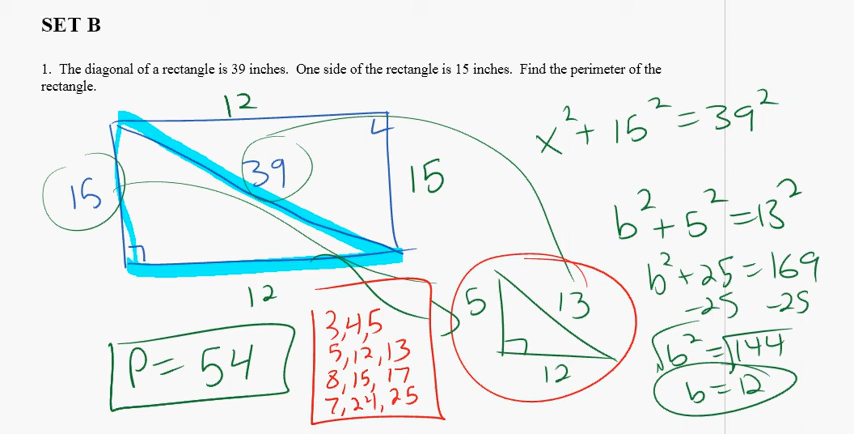 SET B
1. The diagonal of a rectangle is 39 inches. One side of the rectangle is 15 inches. Find the perimeter of the
rectangle.
12
15
39
15
12
P = 54
3,4,5
5,12,13
8,15,17
7,24,25
5
13
12
x² + 15² = 39²
b² + 5² = 13²
b² + 25 = 169
-25 -25
√b² = √144
b = 12